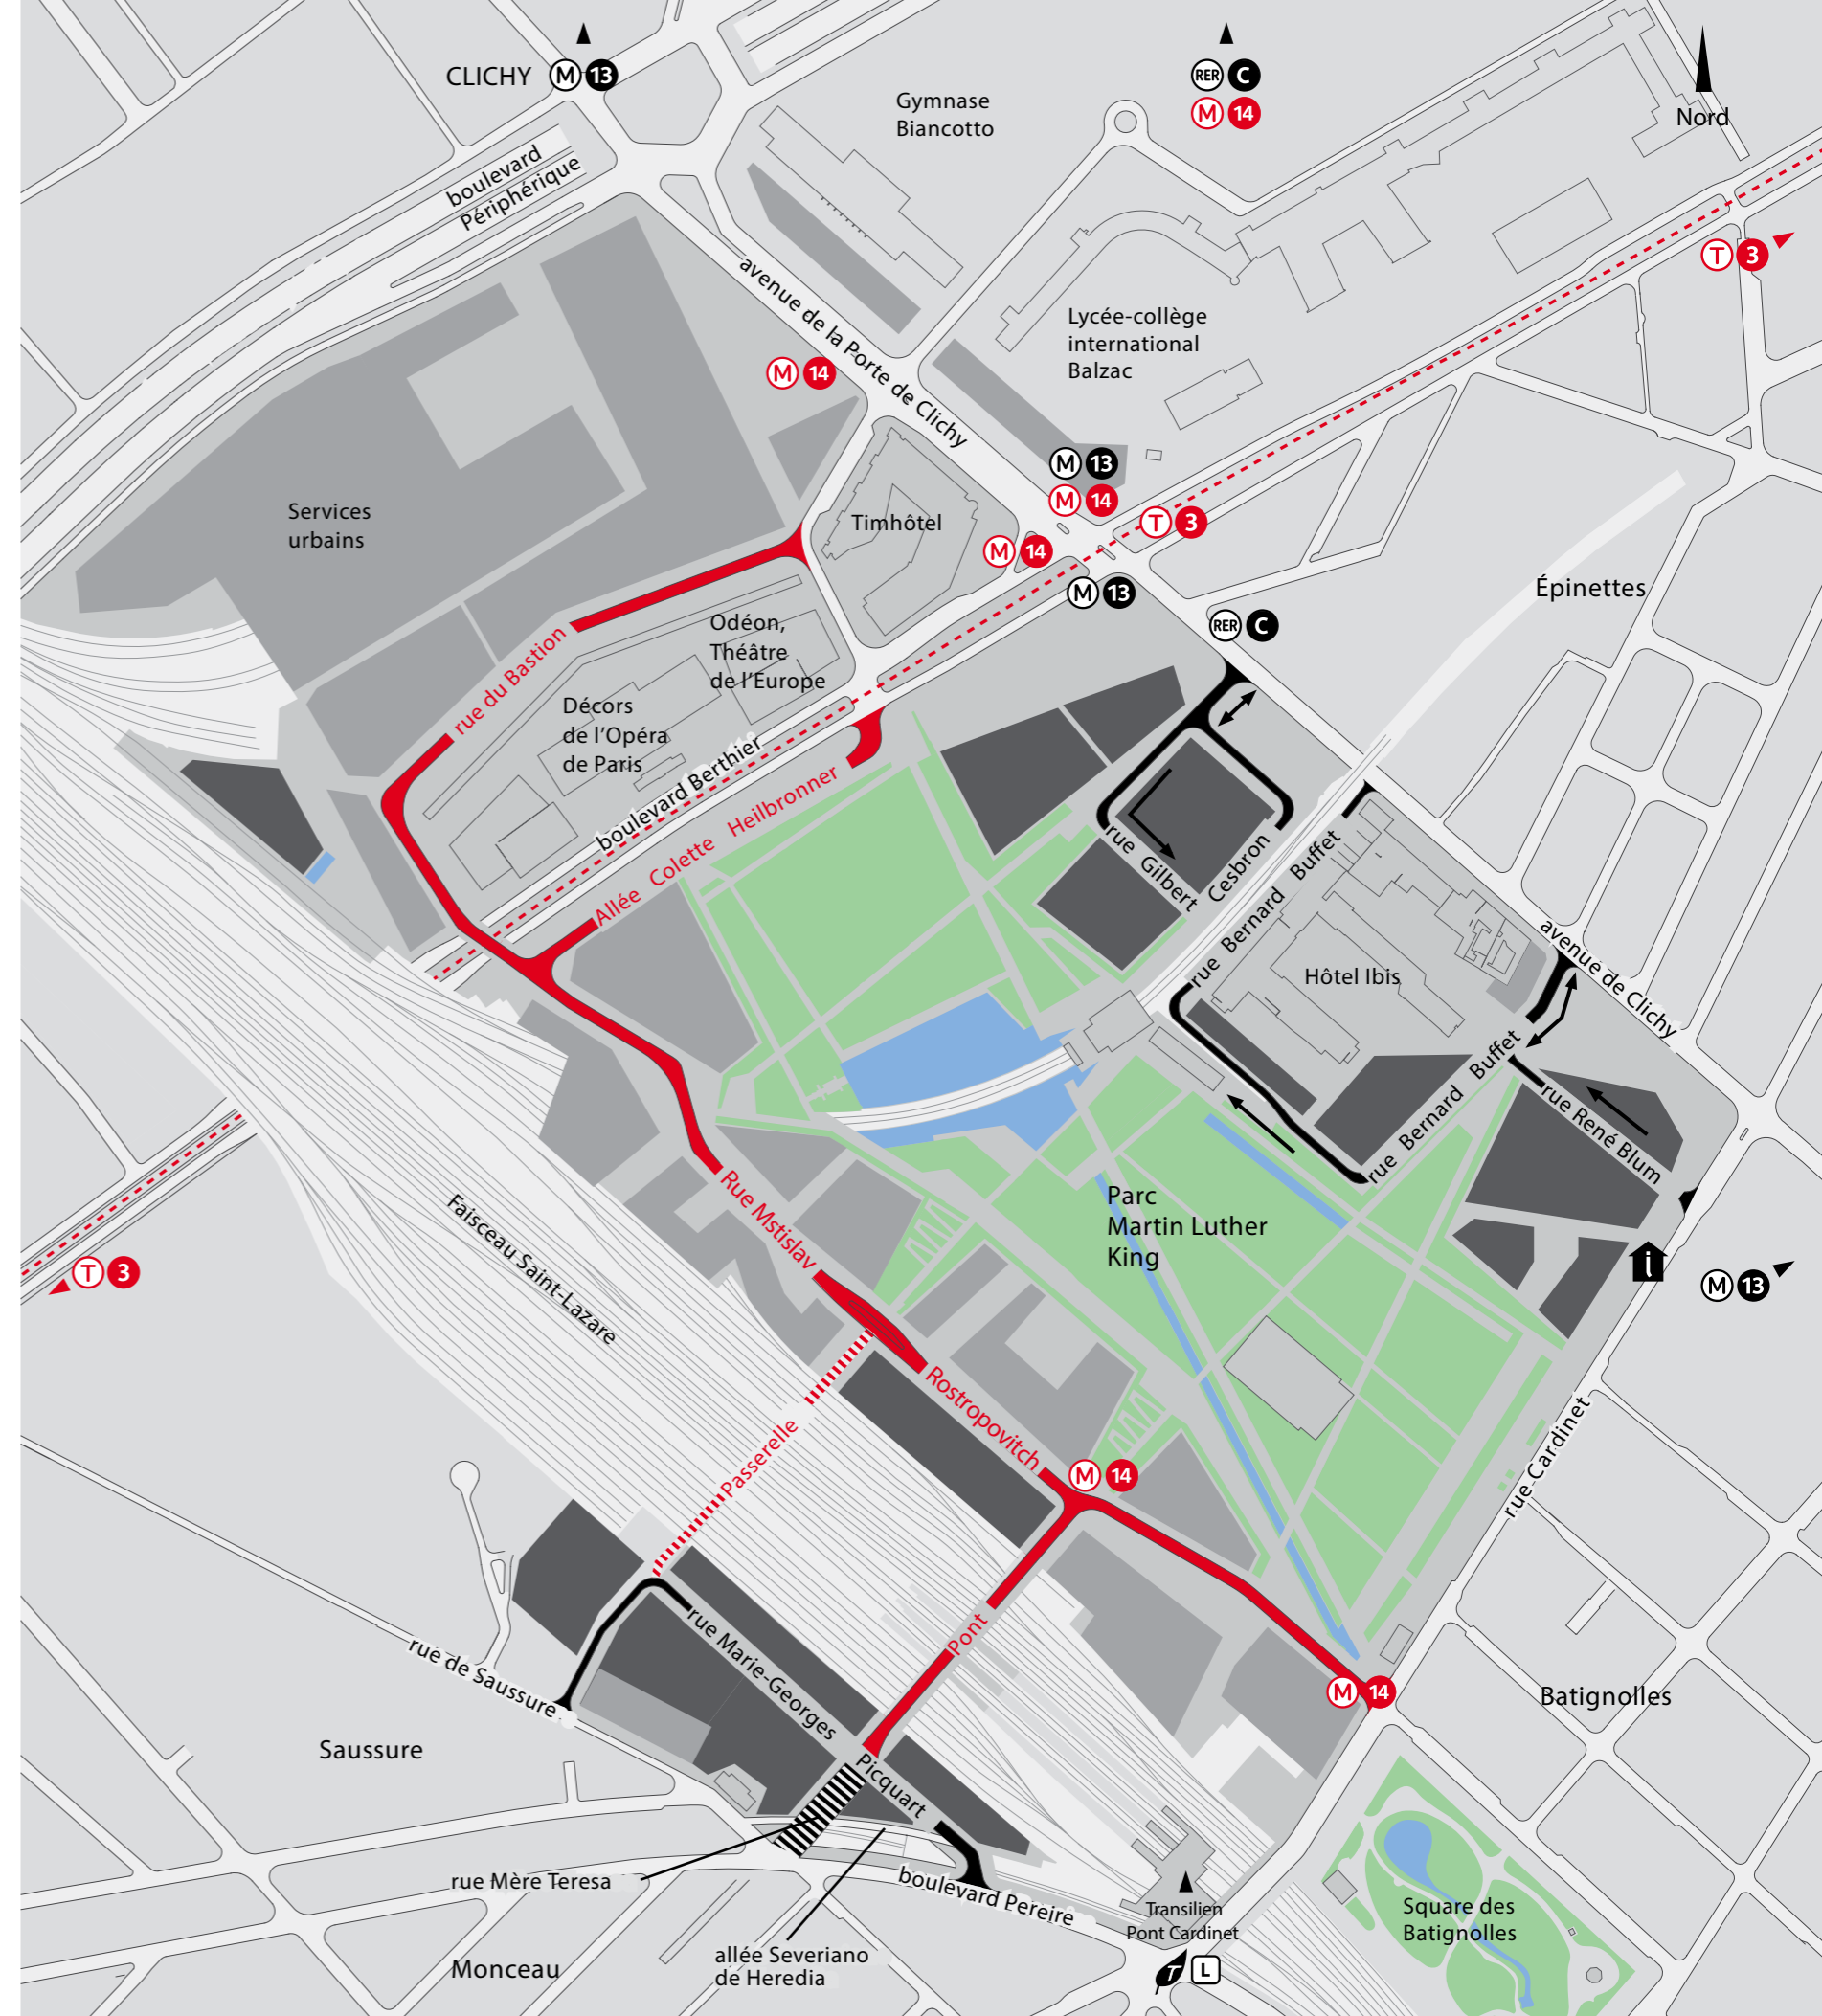 CLICHY M 13
RER C
M 14
Nord
Gymnase
Biancotto
boulevard
Périphérique
T 3
avenue de la Porte de Clichy
Lycée-collège
international
Balzac
M 14
M 13
M 14
T 3
Services
urbains
Timhôtel
M 14
M 13
Épinettes
RER C
Odéon,
Théâtre
de l'Europe
rue du Bastion
Décors
de l'Opéra
de Paris
boulevard Berthier
Allée Colette Heilbronner
rue Gilbert
Cesbron
rue Bernard Buffet
Hôtel Ibis
avenue de Clichy
rue Bernard Buffet
rue René Blum
Parc
Martin Luther
King
i
M 13
T 3
Faisceau Saint-Lazare
Rue Mstislav
Rostropovitch
rue Cardinet
Passerelle
M 14
Pont
rue de Saussure
rue Marie-Georges
Picquart
M 14
Batignolles
Saussure
rue Mère Teresa
boulevard Pereire
Transilien
Pont Cardinet
T L
Square des
Batignolles
Monceau
allée Severiano
de Heredia